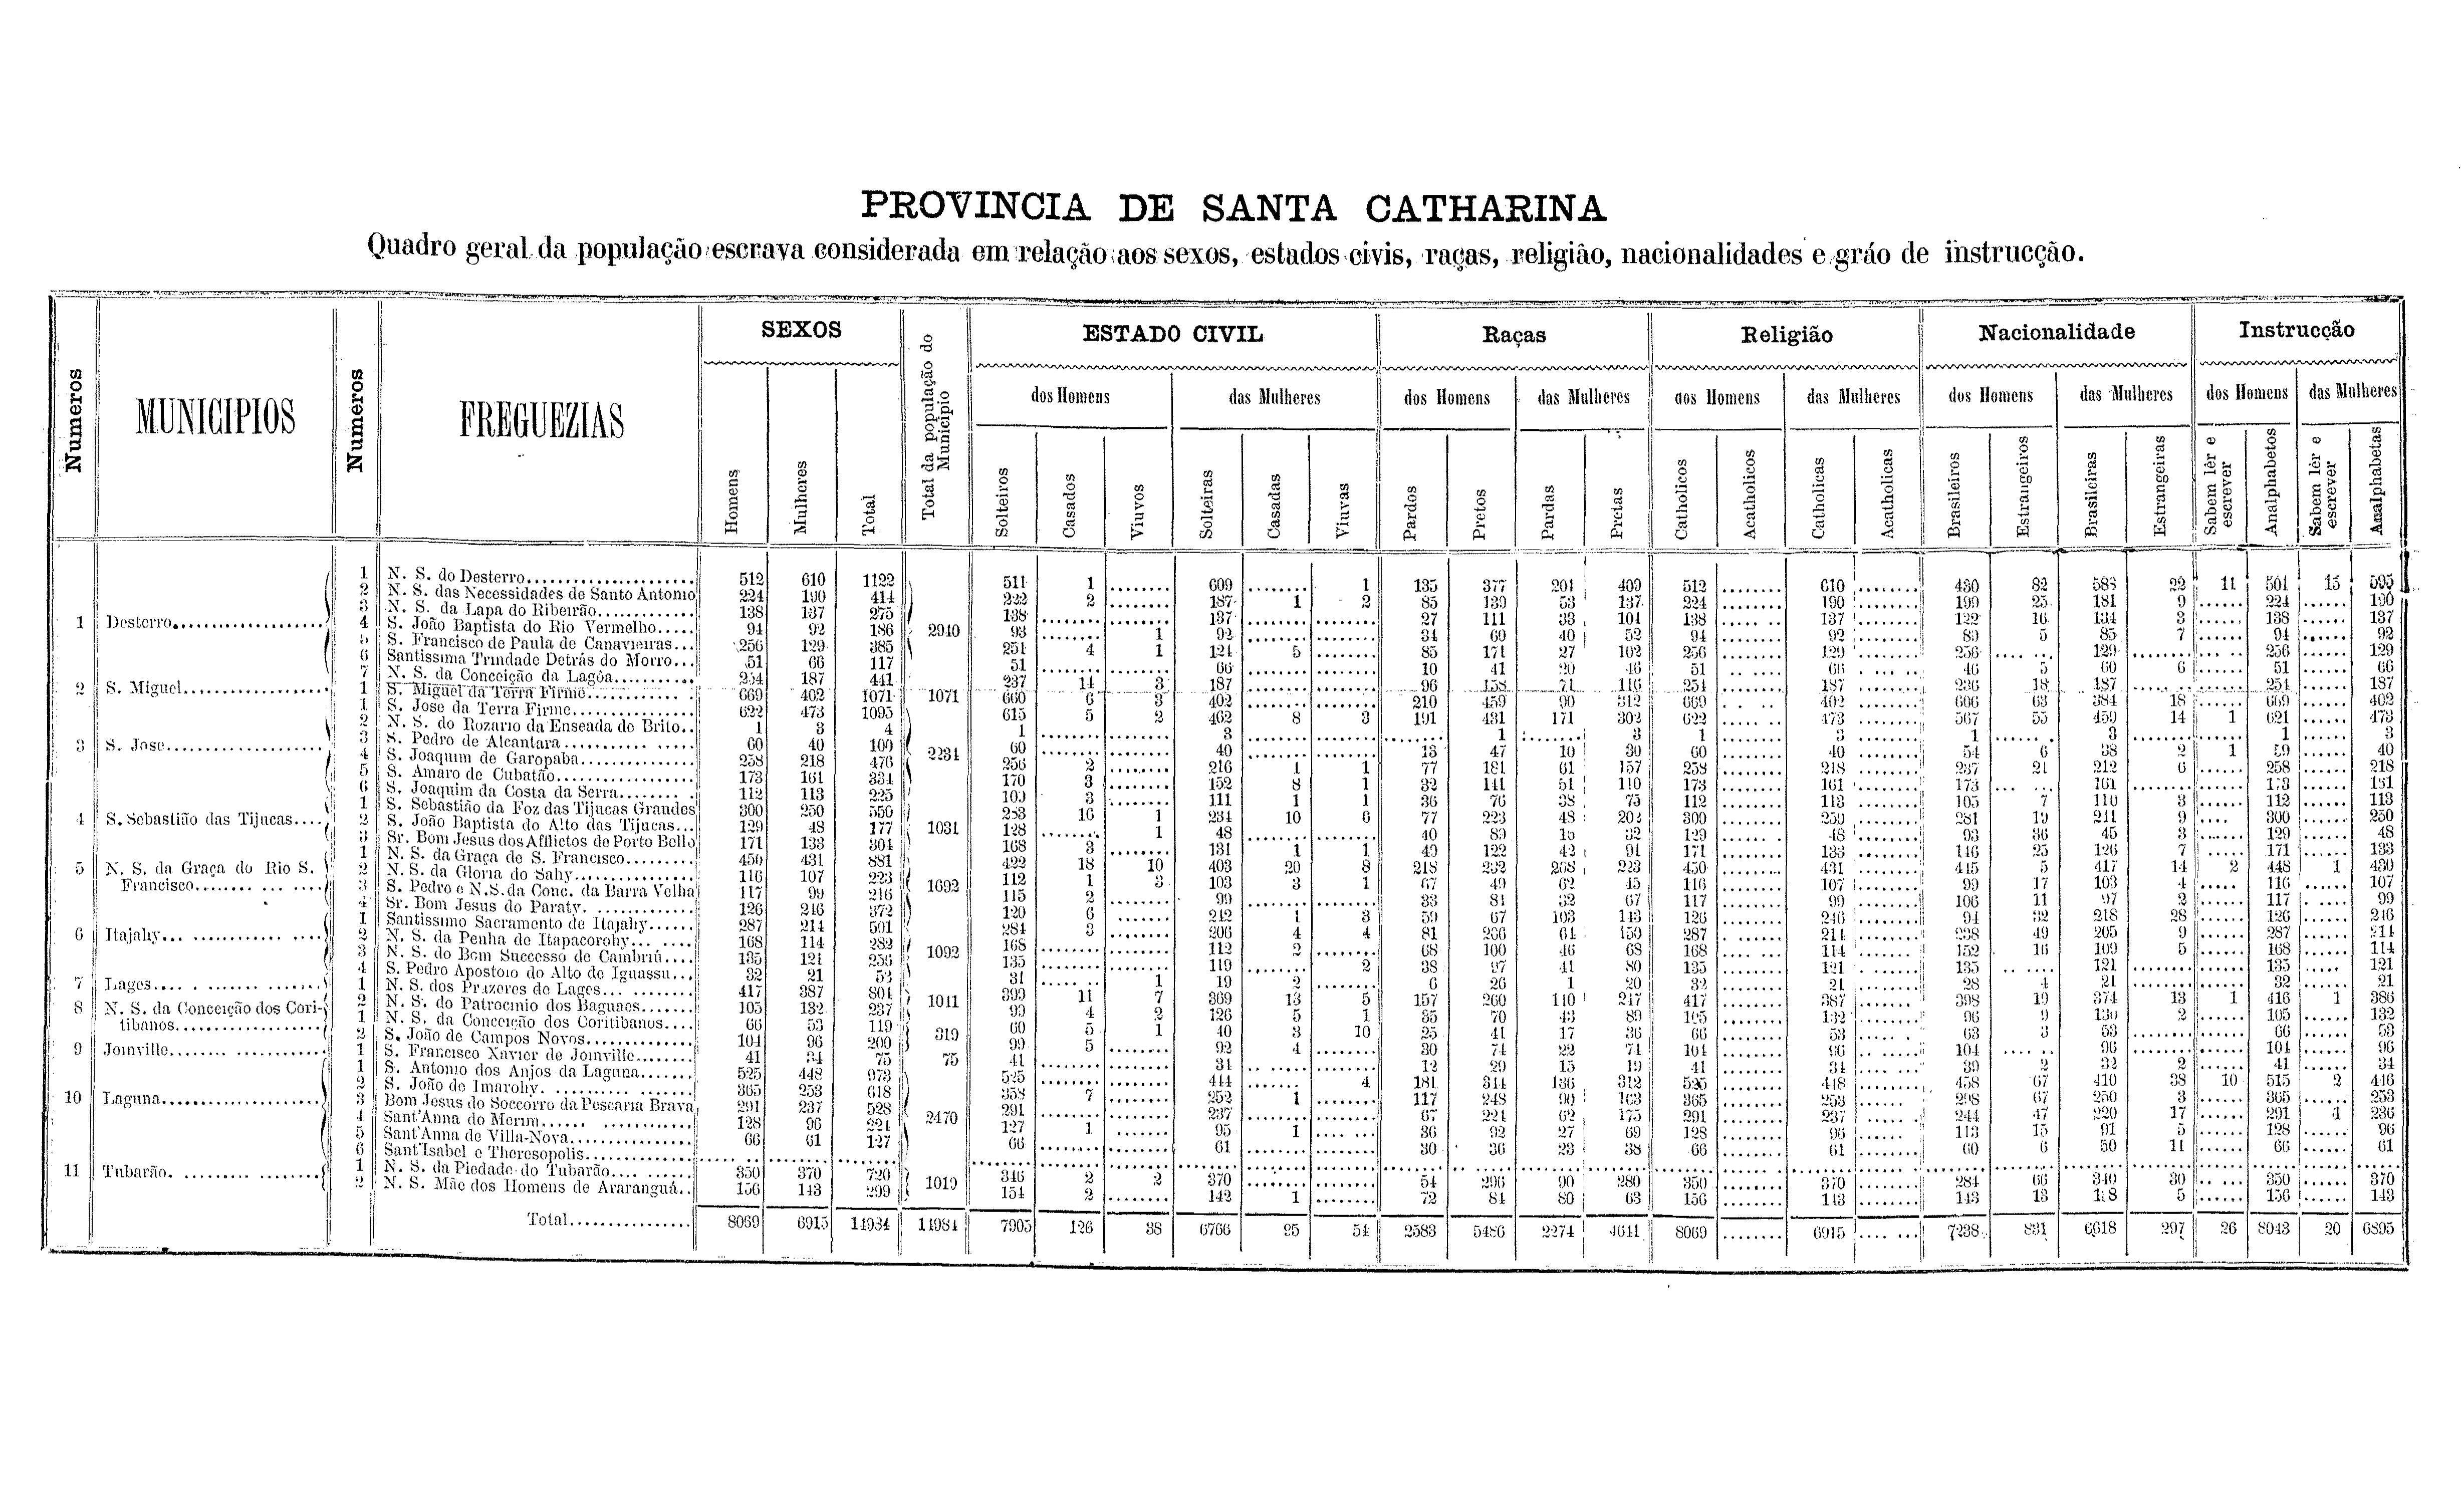 PROVINCIA DE SANTA CATHARINA
Quadro geral da população escrava considerada em relação aos sexos, estados civis, raças, religião, nacionalidades e gráo de instrucção.
Numeros
MUNICIPIOS
Numeros
FREGUEZIAS
SEXOS
Total da população do Municipio
ESTADO CIVIL
Raças
Religião
Nacionalidade
Instrucção
dos Homens das Mulheres dos Homens das Mulheres dos Homens das Mulheres dos Homens das Mulheres dos Homens das Mulheres
Homens Mulheres Total Solteiros Casados Viuvos Solteiras Casadas Viuvas Pardos Pretos Pardas Pretas Catholicos Acatholicos Catholicas Acatholicas Brasileiros Estrangeiros Brasileiras Estrangeiras Sabem lêr e escrever Analphabetos Sabem lêr e escrever Analphabetas
1 Desterro 2940
1 N. S. do Desterro 512 610 1122 511 1 609 1 135 377 201 409 512 610 430 82 588 22 11 501 15 595
2 N. S. das Necessidades de Santo Antonio 224 190 414 222 2 187 1 2 85 139 53 137 224 190 199 25 181 9 224 190
3 N. S. da Lapa do Ribeirão 138 137 275 138 137 27 111 33 104 138 137 122 16 134 3 138 137
4 S. João Baptista do Rio Vermelho 94 92 186 93 1 92 34 60 40 52 94 92 89 5 85 7 94 92
5 S. Francisco de Paula de Canavieiras 256 129 385 251 4 1 124 5 85 171 27 102 256 129 256 129 256 129
6 Santissima Trindade Detrás do Morro 51 66 117 51 66 10 41 20 46 51 66 46 5 60 6 51 66
7 N. S. da Conceição da Lagôa 254 187 441 237 14 3 187 96 158 71 116 254 187 236 18 187 254 187
2 S. Miguel 1071
1 S. Miguel da Terra Firme 669 402 1071 660 6 3 402 210 459 90 312 669 402 606 63 384 18 669 402
3 S. José 2234
1 S. José da Terra Firme 622 473 1095 615 5 2 462 8 3 191 431 171 302 622 473 567 55 459 14 1 621 473
2 N. S. do Rozario da Enseada de Brito 1 3 4 1 3 1 3 1 3 1 3 1 3
3 S. Pedro de Alcantara 60 40 100 60 40 13 47 10 30 60 40 54 6 38 2 1 59 40
4 S. Joaquim de Garopaba 258 218 476 256 2 216 1 1 77 181 61 157 258 218 237 21 212 6 258 218
5 S. Amaro de Cubatão 173 161 334 170 3 152 8 1 32 141 51 110 173 161 173 161 173 161
6 S. Joaquim da Costa da Serra 112 113 225 109 3 111 1 1 36 76 38 75 112 113 105 7 110 3 112 113
4 S. Sebastião das Tijucas 1031
1 S. Sebastião da Foz das Tijucas Grandes 300 250 550 283 16 1 234 10 6 77 223 48 202 300 250 281 19 241 9 300 250
2 S. João Baptista do Alto das Tijucas 129 48 177 128 1 48 40 89 16 32 129 48 93 36 45 3 129 48
3 Sr. Bom Jesus dos Afflictos de Porto Bello 171 133 304 168 3 131 1 1 49 122 42 91 171 133 146 25 126 7 171 133
5 N. S. da Graça do Rio S. Francisco 1692
1 N. S. da Graça de S. Francisco 450 431 881 422 18 10 403 20 8 218 232 208 223 450 431 445 5 417 14 2 448 1 430
2 N. S. da Gloria do Sahy 116 107 223 112 1 3 103 3 1 67 49 62 45 116 107 99 17 103 4 116 107
3 S. Pedro e N. S. da Conc. da Barra Velha 117 99 216 115 2 99 33 81 32 67 117 99 106 11 97 2 117 99
4 Sr. Bom Jesus do Paraty 126 246 372 120 6 242 1 3 59 67 103 143 126 246 94 32 218 28 126 246
6 Itajahy 1092
1 Santissimo Sacramento de Itajahy 287 214 501 284 3 206 4 4 81 206 64 150 287 214 238 49 205 9 287 214
2 N. S. da Penha de Itapacorohy 168 114 282 168 112 2 68 100 46 68 168 114 152 16 109 5 168 114
3 N. S. do Bom Successo de Cambriú 135 121 256 135 119 2 38 97 41 80 135 121 135 121 135 121
4 S. Pedro Apostolo do Alto de Iguassu 32 21 53 31 1 19 2 6 26 1 20 32 21 28 4 21 32 21
7 Lages 1041
1 N. S. dos Prazeres de Lages 417 387 804 399 11 7 369 13 5 157 260 140 247 417 387 398 19 374 13 1 416 1 386
2 N. S. do Patrocinio dos Baguaes 105 132 237 99 4 2 126 5 1 35 70 43 89 105 132 96 9 130 2 105 132
8 N. S. da Conceição dos Coritibanos 319
1 N. S. da Conceição dos Coritibanos 66 53 119 60 5 1 40 3 10 25 41 17 36 66 53 63 3 53 66 53
2 S. João de Campos Novos 104 96 200 99 5 92 4 30 74 22 74 104 96 104 96 104 96
9 Joinville 75
1 S. Francisco Xavier de Joinville 41 34 75 41 34 12 29 15 19 41 34 39 2 32 2 41 34
10 Laguna 2470
1 S. Antonio dos Anjos da Laguna 525 448 973 525 444 4 181 344 136 312 525 448 458 67 410 38 10 515 2 446
2 S. João de Imarohy 365 253 618 358 7 252 1 117 248 90 163 365 253 298 67 250 3 365 253
3 Bom Jesus do Soccorro da Pescaria Brava 291 237 528 291 237 67 224 62 175 291 237 244 47 220 17 291 1 236
4 Sant'Anna do Merim 128 96 224 127 1 95 1 36 92 27 69 128 96 113 15 91 5 128 96
5 Sant'Anna de Villa-Nova 66 61 127 66 61 30 36 23 38 66 61 60 6 50 11 66 61
6 Sant'Isabel e Theresopolis
11 Tubarão 1019
1 N. S. da Piedade do Tubarão 350 370 720 346 2 2 370 54 296 90 280 350 370 284 66 340 30 350 370
2 N. S. Mãe dos Homens de Araranguá 156 143 299 154 2 142 1 72 84 80 63 156 143 143 13 138 5 156 143
Total 8069 6915 14984 14984 7905 126 38 6766 95 54 2583 5486 2274 4641 8069 6915 7238 831 6618 297 26 8043 20 6895